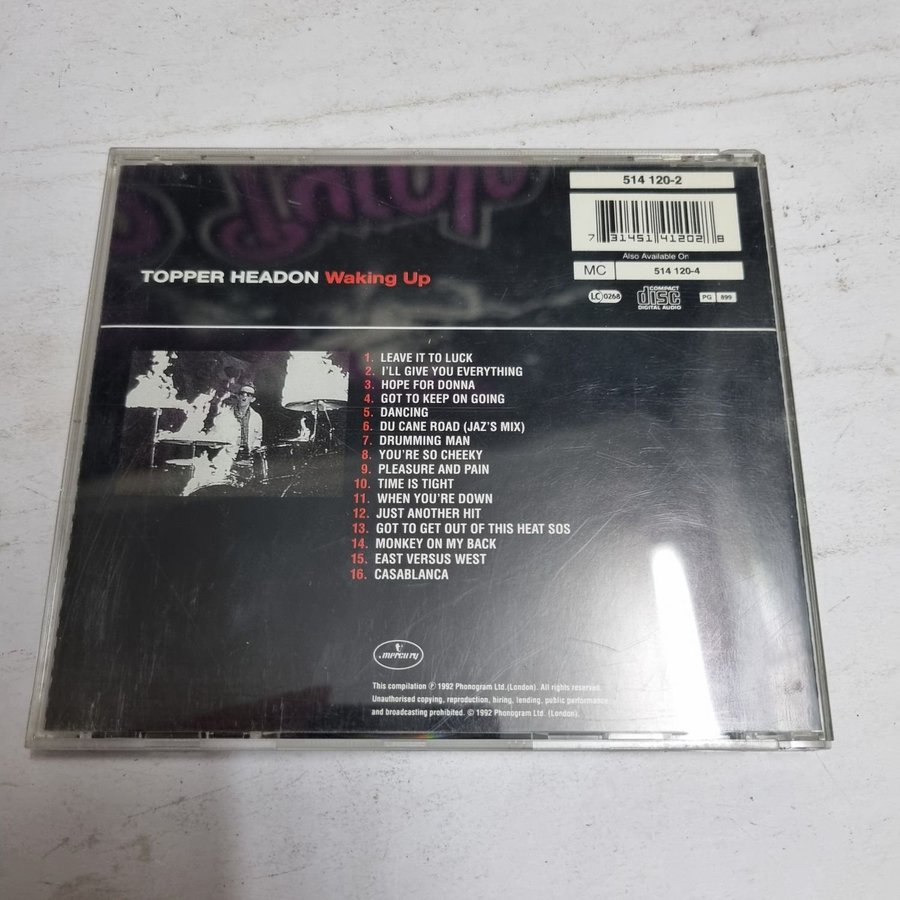 514 120-2
7 31451 41202 8
Also Available On
MC 514 120-4
LC 0268
COMPACT
disc
DIGITAL AUDIO
PG 899
TOPPER HEADON Waking Up
1. LEAVE IT TO LUCK
2. I'LL GIVE YOU EVERYTHING
3. HOPE FOR DONNA
4. GOT TO KEEP ON GOING
5. DANCING
6. DU CANE ROAD (JAZ'S MIX)
7. DRUMMING MAN
8. YOU'RE SO CHEEKY
9. PLEASURE AND PAIN
10. TIME IS TIGHT
11. WHEN YOU'RE DOWN
12. JUST ANOTHER HIT
13. GOT TO GET OUT OF THIS HEAT SOS
14. MONKEY ON MY BACK
15. EAST VERSUS WEST
16. CASABLANCA
mercury
This compilation ℗ 1992 Phonogram Ltd.(London). All rights reserved.
Unauthorised copying, reproduction, hiring, lending, public performance
and broadcasting prohibited. © 1992 Phonogram Ltd. (London).